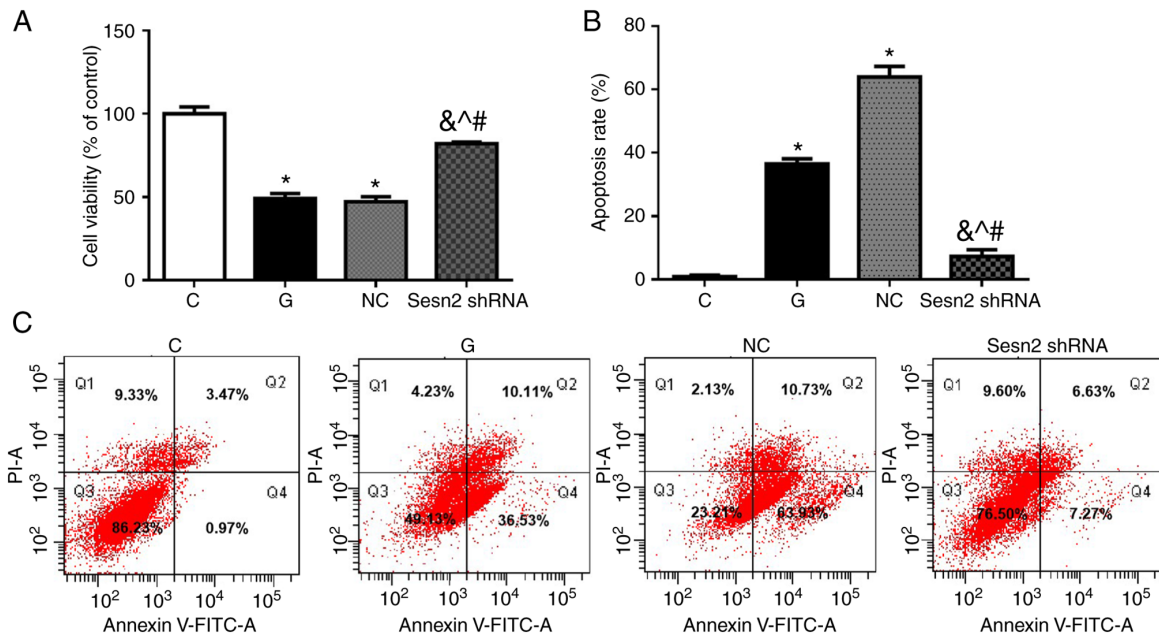 A
Cell viability (% of control)
150
100
50
0
*
*
&^#
C
G
NC
Sesn2 shRNA
B
Apoptosis rate (%)
80
60
40
20
0
*
*
&^#
C
G
NC
Sesn2 shRNA
C
C
PI-A
10^5
10^4
10^3
10^2
Q1
9.33%
3.47%
Q2
Q3
86.23%
0.97%
Q4
10^2 10^3 10^4 10^5
Annexin V-FITC-A
G
PI-A
10^5
10^4
10^3
10^2
Q1
4.23%
10.11%
Q2
Q3
49.13%
36.53%
Q4
10^2 10^3 10^4 10^5
Annexin V-FITC-A
NC
PI-A
10^5
10^4
10^3
10^2
Q1
2.13%
10.73%
Q2
Q3
23.21%
63.93%
Q4
10^2 10^3 10^4 10^5
Annexin V-FITC-A
Sesn2 shRNA
PI-A
10^5
10^4
10^3
10^2
Q1
9.60%
6.63%
Q2
Q3
76.50%
7.27%
Q4
10^2 10^3 10^4 10^5
Annexin V-FITC-A